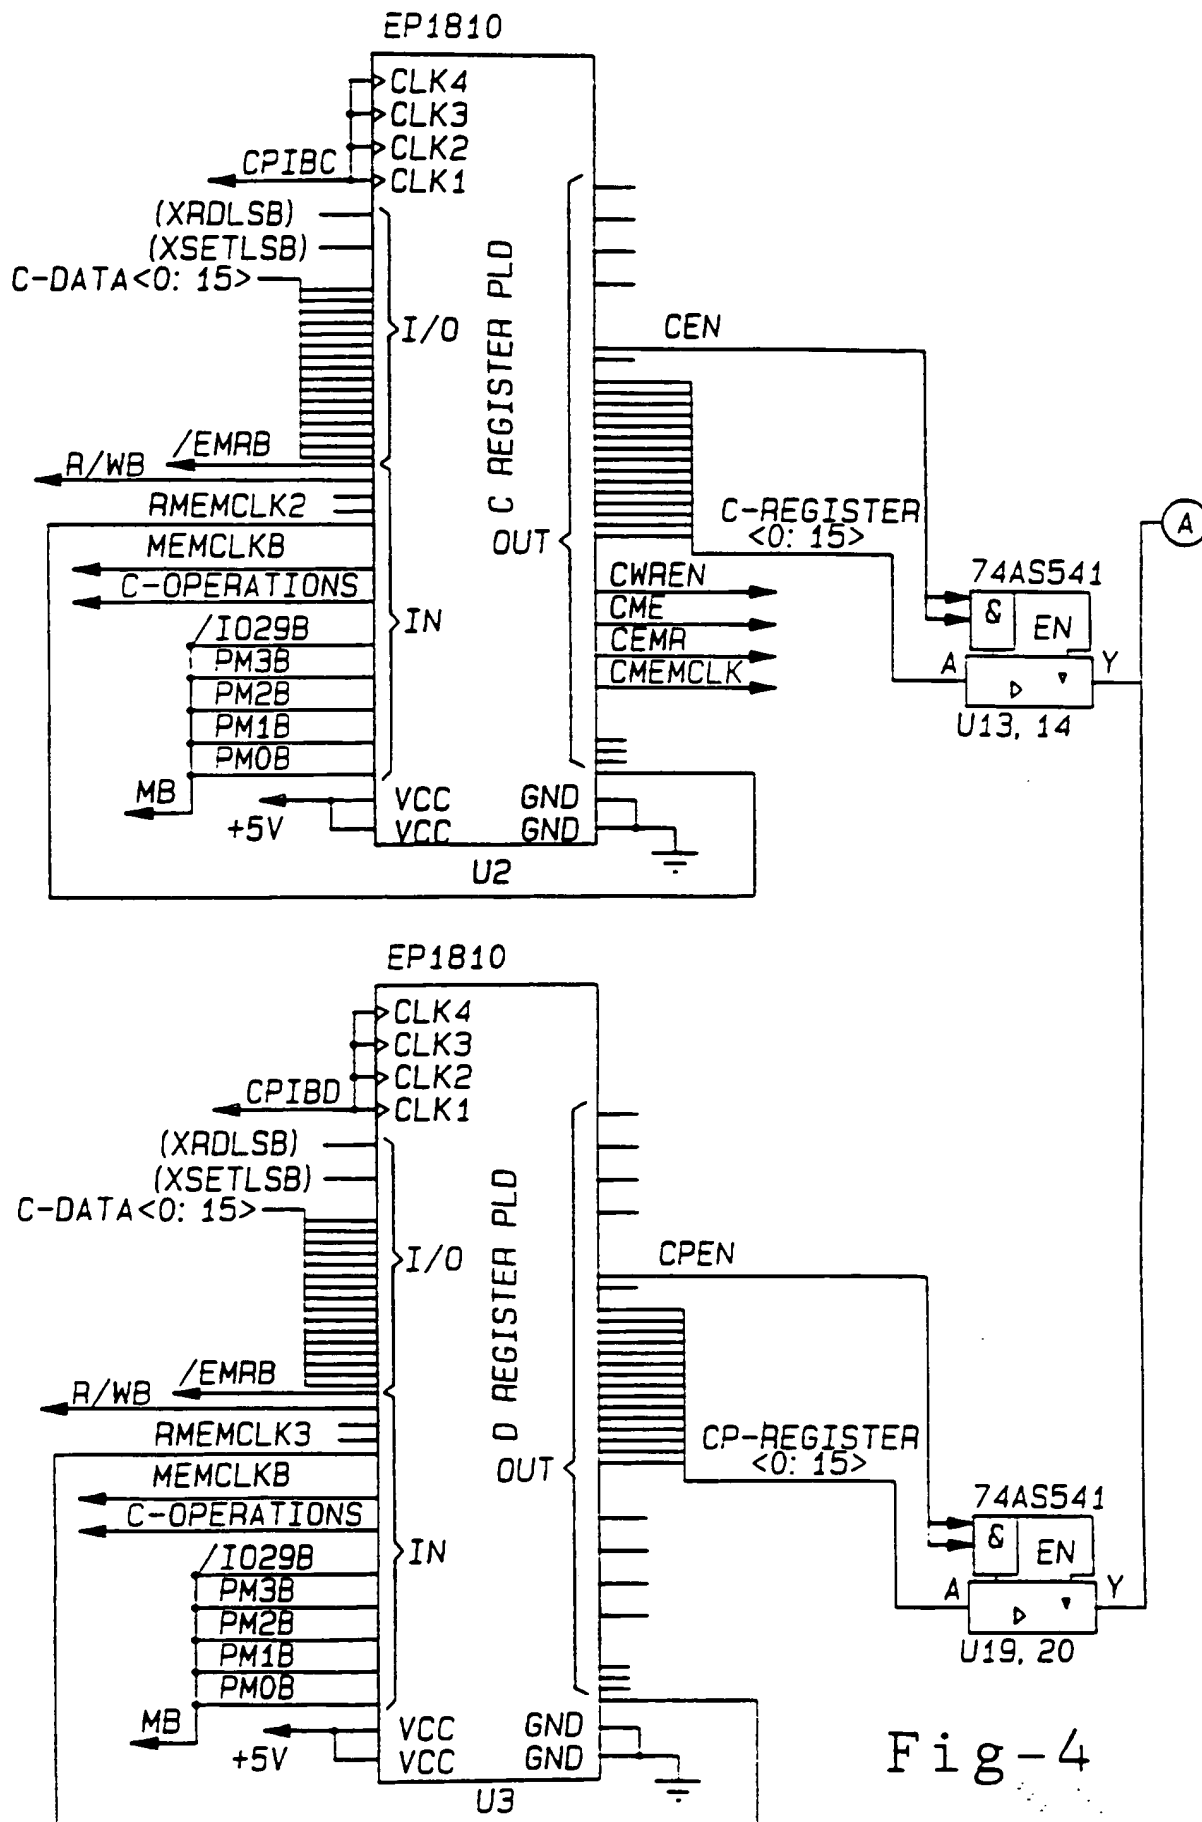 EP1810
CLK4
CLK3
CLK2
CPIBC
CLK1
(XRDLSB)
(XSETLSB)
C-DATA<0: 15>
I/O
C REGISTER PLD
CEN
/EMRB
R/WB
RMEMCLK2
MEMCLKB
C-OPERATIONS
/IO29B
PM3B
PM2B
PM1B
PM0B
MB
IN
OUT
C-REGISTER
<0: 15>
CWREN
CME
CEMR
CMEMCLK
A
74AS541
&
EN
A
Y
U13, 14
+5V
VCC
GND
VCC
GND
U2
EP1810
CLK4
CLK3
CLK2
CPIBD
CLK1
(XRDLSB)
(XSETLSB)
C-DATA<0: 15>
I/O
D REGISTER PLD
CPEN
/EMRB
R/WB
RMEMCLK3
MEMCLKB
C-OPERATIONS
/IO29B
PM3B
PM2B
PM1B
PM0B
MB
IN
OUT
CP-REGISTER
<0: 15>
74AS541
&
EN
A
Y
U19, 20
+5V
VCC
GND
VCC
GND
U3
Fig-4